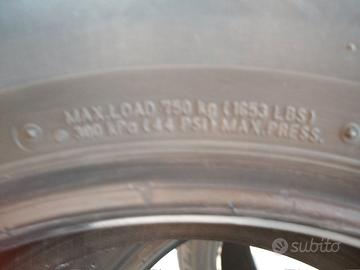 MAX.LOAD 750 kg (1653 LBS)
@ 300 kPa (44 PSI) MAX.PRESS.
subito